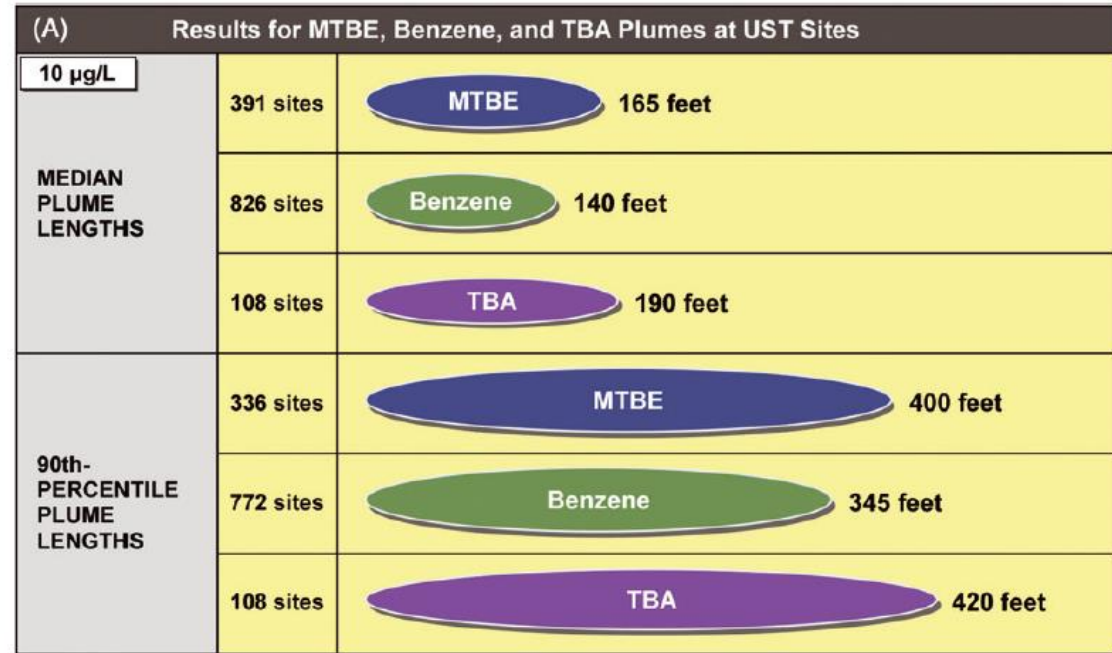 (A) Results for MTBE, Benzene, and TBA Plumes at UST Sites
10 µg/L
MEDIAN
PLUME
LENGTHS
391 sites MTBE 165 feet
826 sites Benzene 140 feet
108 sites TBA 190 feet
90th-
PERCENTILE
PLUME
LENGTHS
336 sites MTBE 400 feet
772 sites Benzene 345 feet
108 sites TBA 420 feet